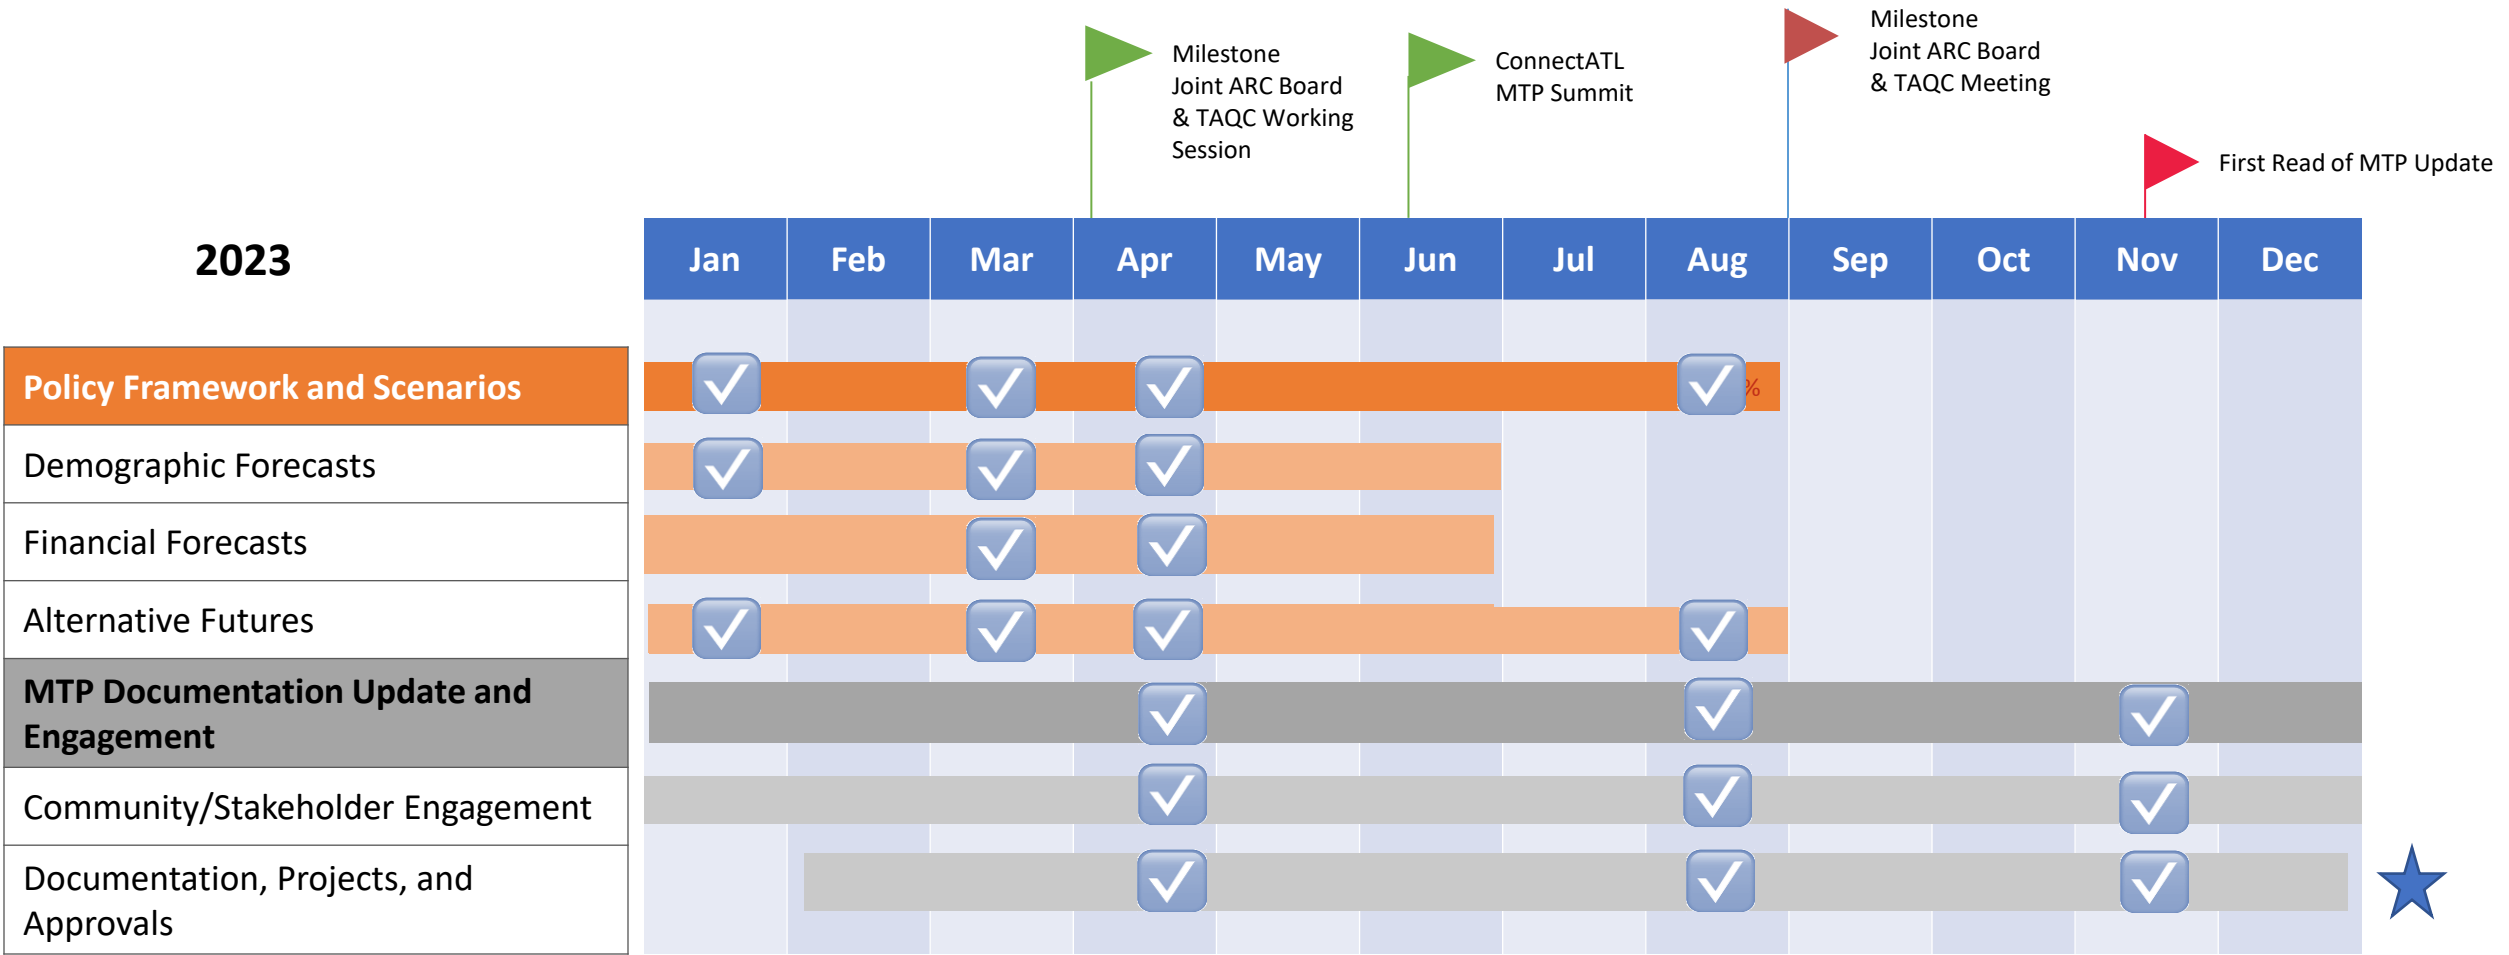 Milestone
Joint ARC Board
& TAQC Working
Session
ConnectATL
MTP Summit
Milestone
Joint ARC Board
& TAQC Meeting
First Read of MTP Update
2023
Jan Feb Mar Apr May Jun Jul Aug Sep Oct Nov Dec
Policy Framework and Scenarios
%
Demographic Forecasts
Financial Forecasts
Alternative Futures
MTP Documentation Update and
Engagement
Community/Stakeholder Engagement
Documentation, Projects, and
Approvals